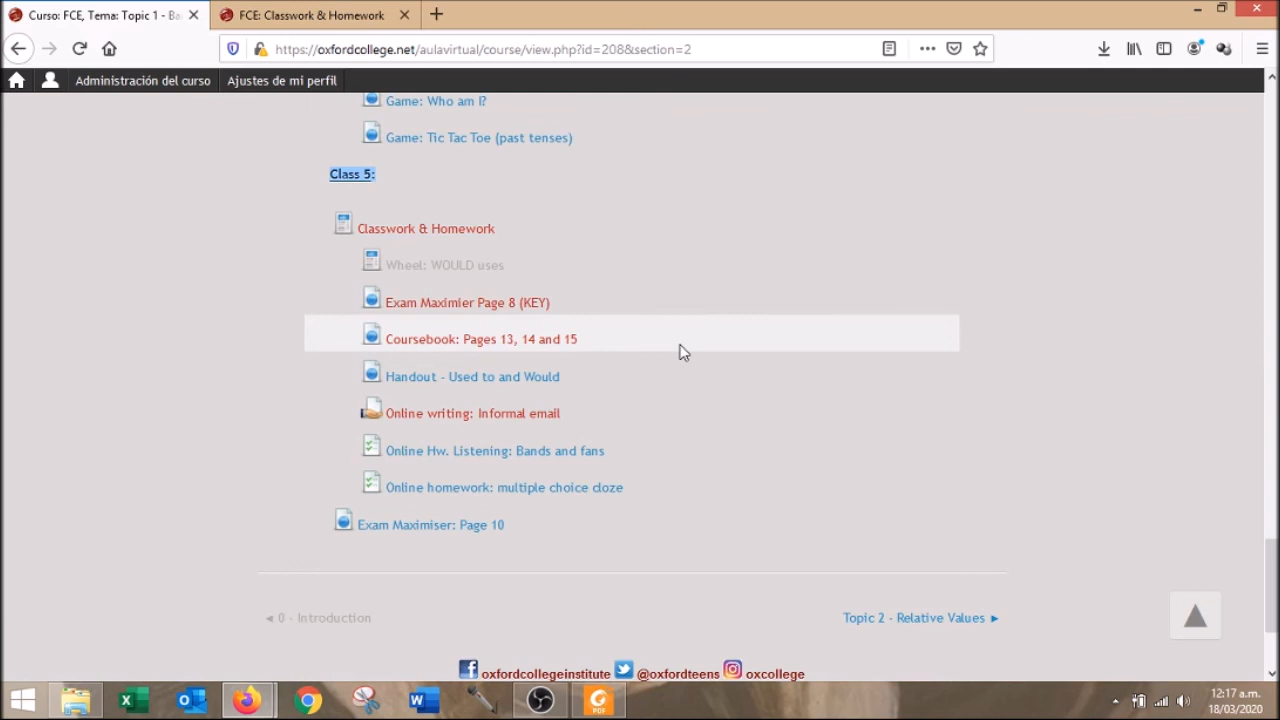 Curso: FCE, Tema: Topic 1 - Ba
FCE: Classwork & Homework
https://oxfordcollege.net/aulavirtual/course/view.php?id=208&section=2
Administración del curso
Ajustes de mi perfil
Game: Who am I?
Game: Tic Tac Toe (past tenses)
Class 5:
Classwork & Homework
Wheel: WOULD uses
Exam Maximier Page 8 (KEY)
Coursebook: Pages 13, 14 and 15
Handout - Used to and Would
Online writing: Informal email
Online Hw. Listening: Bands and fans
Online homework: multiple choice cloze
Exam Maximiser: Page 10
◄ 0 - Introduction
Topic 2 - Relative Values ►
oxfordcollegeinstitute @oxfordteens oxcollege
PDF
12:17 a.m.
18/03/2020